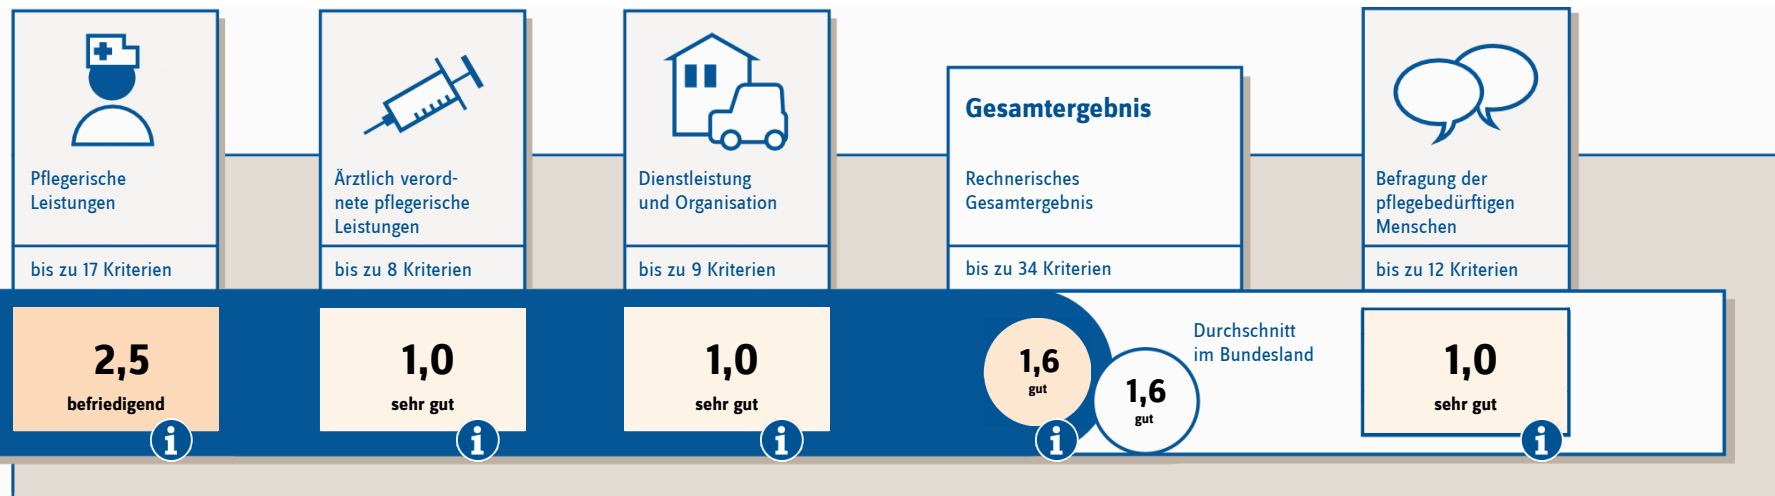 Pflegerische
Leistungen
bis zu 17 Kriterien
2,5
befriedigend
i
Ärztlich verord-
nete pflegerische
Leistungen
bis zu 8 Kriterien
1,0
sehr gut
i
Dienstleistung
und Organisation
bis zu 9 Kriterien
1,0
sehr gut
i
Gesamtergebnis
Rechnerisches
Gesamtergebnis
bis zu 34 Kriterien
1,6
gut
i
Durchschnitt
im Bundesland
1,6
gut
Befragung der
pflegebedürftigen
Menschen
bis zu 12 Kriterien
1,0
sehr gut
i